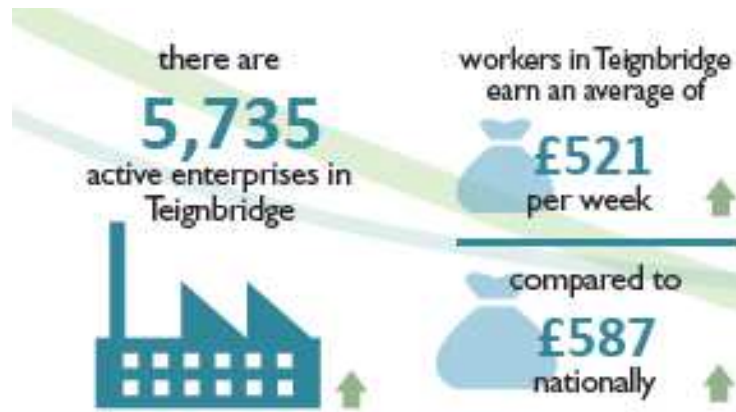 there are
5,735
active enterprises in
Teignbridge
workers in Teignbridge
earn an average of
£521
per week
compared to
£587
nationally